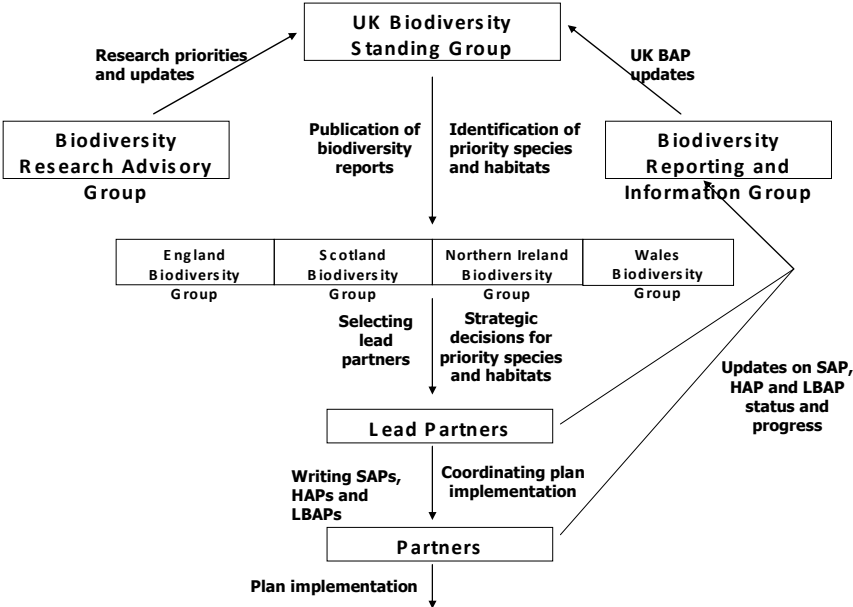 UK Biodiversity
Standing Group
Research priorities
and updates
UK BAP
updates
Biodiversity
Research Advisory
Group
Publication of
biodiversity
reports
Identification of
priority species
and habitats
Biodiversity
Reporting and
Information Group
England
Biodiversity
Group
Scotland
Biodiversity
Group
Northern Ireland
Biodiversity
Group
Wales
Biodiversity
Group
Selecting
lead
partners
Strategic
decisions for
priority species
and habitats
Updates on SAP,
HAP and LBAP
status and
progress
Lead Partners
Writing SAPs,
HAPs and
LBAPs
Coordinating plan
implementation
Partners
Plan implementation